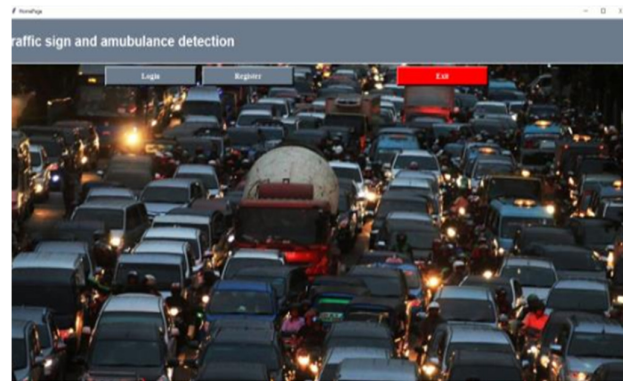 HomePage
raffic sign and amubulance detection
Login Register Exit